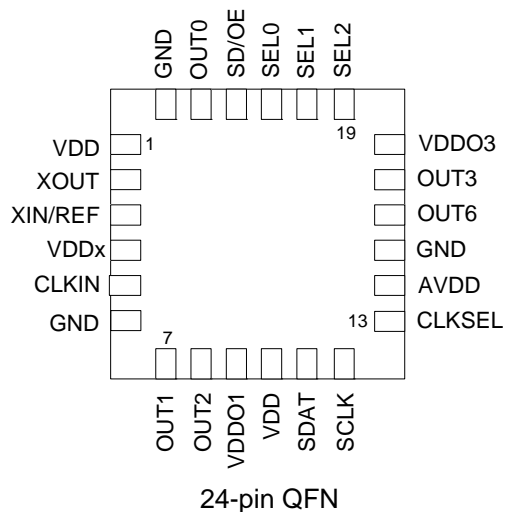 GND
OUT0
SD/OE
SEL0
SEL1
SEL2
19
VDD
1
XOUT
XIN/REF
VDDx
CLKIN
GND
VDDO3
OUT3
OUT6
GND
AVDD
13
CLKSEL
7
OUT1
OUT2
VDDO1
VDD
SDAT
SCLK
24-pin QFN